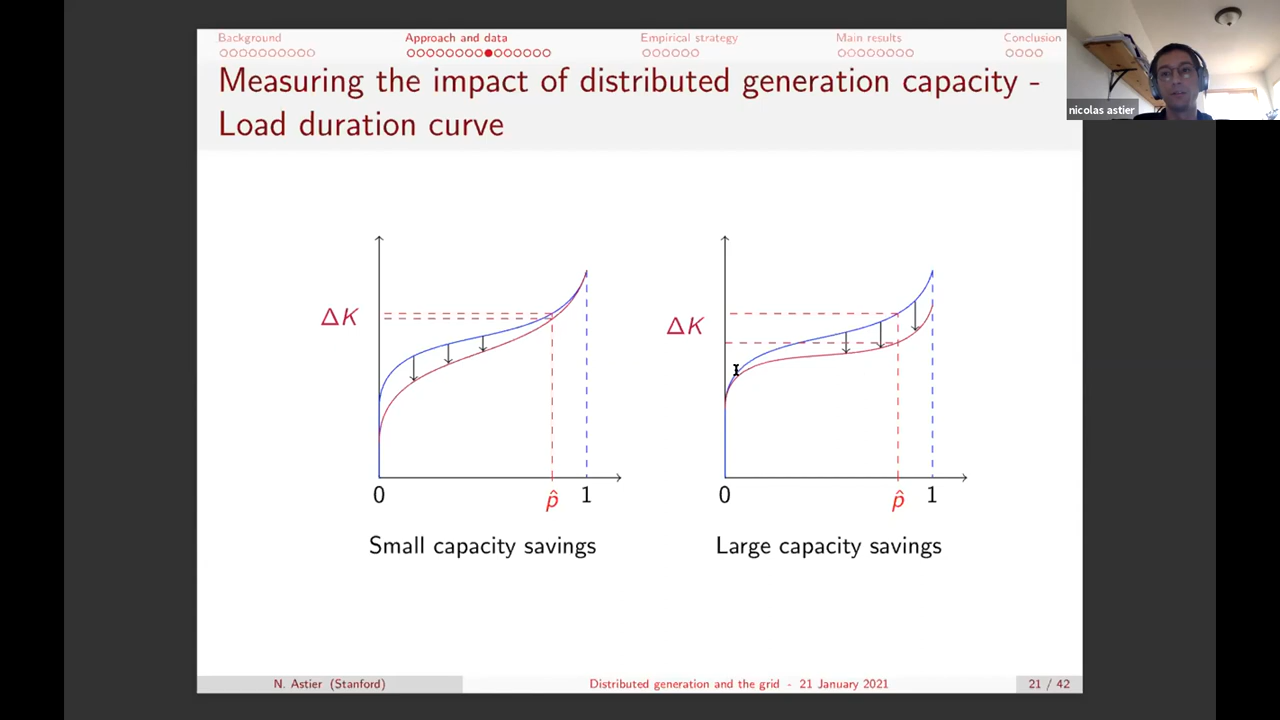 Background
Approach and data
Empirical strategy
Main results
Conclusion
Measuring the impact of distributed generation capacity -
Load duration curve
nicolas astier
ΔK
0
p̂
1
Small capacity savings
ΔK
0
p̂
1
Large capacity savings
N. Astier (Stanford)
Distributed generation and the grid - 21 January 2021
21 / 42